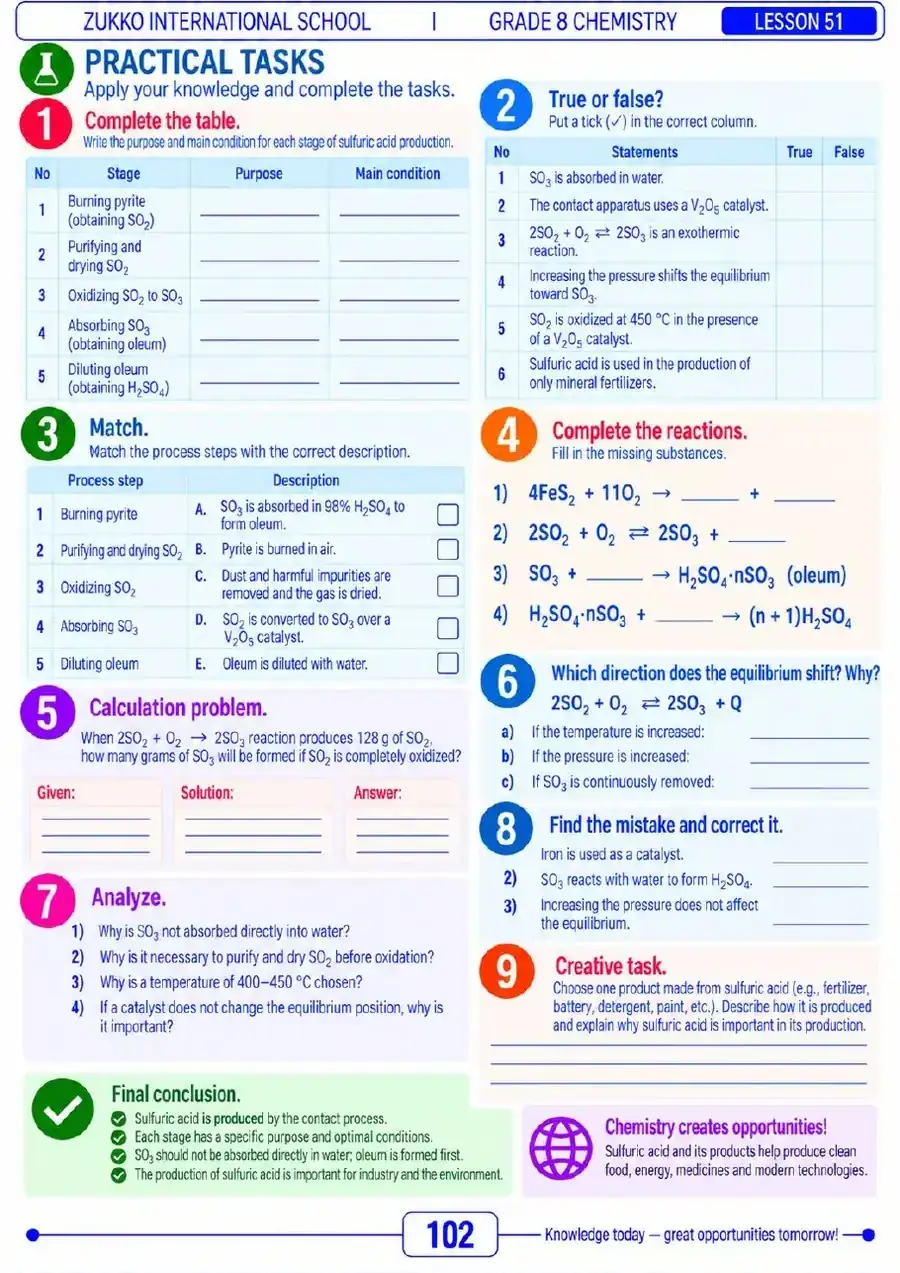 ZUKKO INTERNATIONAL SCHOOL | GRADE 8 CHEMISTRY LESSON 51
PRACTICAL TASKS
Apply your knowledge and complete the tasks.
1 Complete the table.
Write the purpose and main condition for each stage of sulfuric acid production.
No Stage Purpose Main condition
1 Burning pyrite
(obtaining SO₂)
2 Purifying and
drying SO₂
3 Oxidizing SO₂ to SO₃
4 Absorbing SO₃
(obtaining oleum)
5 Diluting oleum
(obtaining H₂SO₄)
2 True or false?
Put a tick (✓) in the correct column.
No Statements True False
1 SO₃ is absorbed in water.
2 The contact apparatus uses a V₂O₅ catalyst.
3 2SO₂ + O₂ ⇄ 2SO₃ is an exothermic
reaction.
4 Increasing the pressure shifts the equilibrium
toward SO₃.
5 SO₂ is oxidized at 450 °C in the presence
of a V₂O₅ catalyst.
6 Sulfuric acid is used in the production of
only mineral fertilizers.
3 Match.
Match the process steps with the correct description.
Process step Description
1 Burning pyrite A. SO₃ is absorbed in 98% H₂SO₄ to
form oleum.
2 Purifying and drying SO₂ B. Pyrite is burned in air.
3 Oxidizing SO₂ C. Dust and harmful impurities are
removed and the gas is dried.
4 Absorbing SO₃ D. SO₂ is converted to SO₃ over a
V₂O₅ catalyst.
5 Diluting oleum E. Oleum is diluted with water.
4 Complete the reactions.
Fill in the missing substances.
1) 4FeS₂ + 11O₂ → ______ + ______
2) 2SO₂ + O₂ ⇄ 2SO₃ + ______
3) SO₃ + ______ → H₂SO₄·nSO₃ (oleum)
4) H₂SO₄·nSO₃ + ______ → (n + 1)H₂SO₄
5 Calculation problem.
When 2SO₂ + O₂ → 2SO₃ reaction produces 128 g of SO₂,
how many grams of SO₃ will be formed if SO₂ is completely oxidized?
Given: Solution: Answer:
6 Which direction does the equilibrium shift? Why?
2SO₂ + O₂ ⇄ 2SO₃ + Q
a) If the temperature is increased:
b) If the pressure is increased:
c) If SO₃ is continuously removed:
7 Analyze.
1) Why is SO₃ not absorbed directly into water?
2) Why is it necessary to purify and dry SO₂ before oxidation?
3) Why is a temperature of 400–450 °C chosen?
4) If a catalyst does not change the equilibrium position, why is
it important?
8 Find the mistake and correct it.
Iron is used as a catalyst.
2) SO₃ reacts with water to form H₂SO₄.
3) Increasing the pressure does not affect
the equilibrium.
9 Creative task.
Choose one product made from sulfuric acid (e.g., fertilizer,
battery, detergent, paint, etc.). Describe how it is produced
and explain why sulfuric acid is important in its production.
Final conclusion.
Sulfuric acid is produced by the contact process.
Each stage has a specific purpose and optimal conditions.
SO₃ should not be absorbed directly in water; oleum is formed first.
The production of sulfuric acid is important for industry and the environment.
Chemistry creates opportunities!
Sulfuric acid and its products help produce clean
food, energy, medicines and modern technologies.
102
Knowledge today — great opportunities tomorrow!